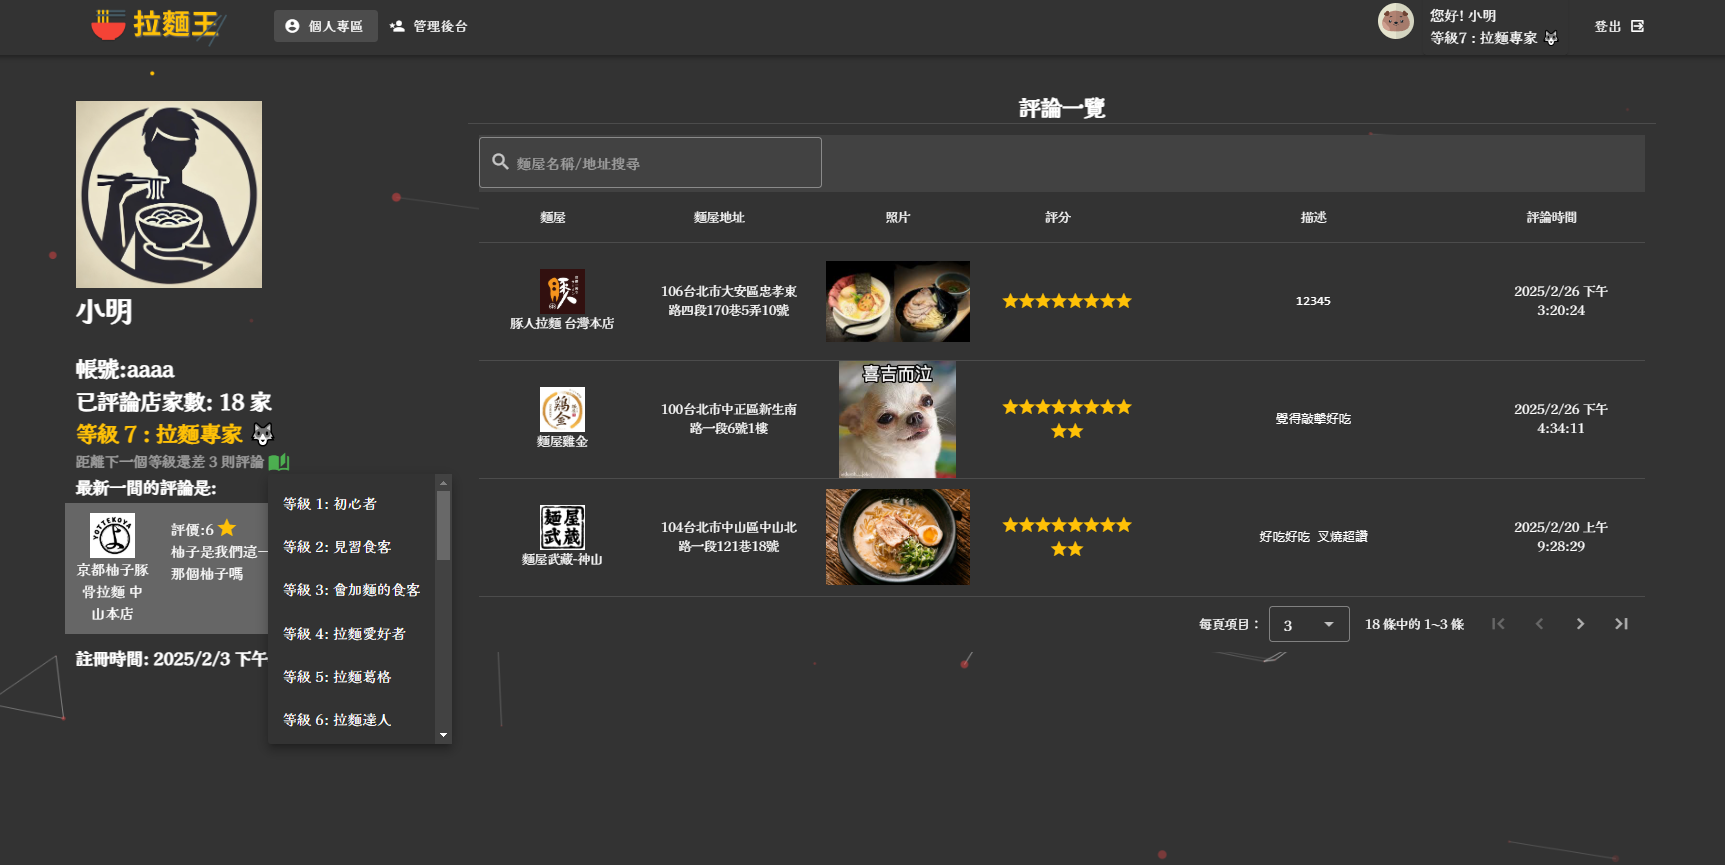 拉麵王
個人專區
管理後台
您好! 小明
等級7 : 拉麵專家
登出
小明
帳號:aaaa
已評論店家數: 18 家
等級 7 : 拉麵專家
距離下一個等級還差 3 則評論
最新一間的評論是:
YOTTEKOYA
京都柚子豚
骨拉麵 中
山本店
評價:6
柚子是我們這一
那個柚子嗎
註冊時間: 2025/2/3 下午
等級 1: 初心者
等級 2: 見習食客
等級 3: 會加麵的食客
等級 4: 拉麵愛好者
等級 5: 拉麵葛格
等級 6: 拉麵達人
評論一覽
麵屋名稱/地址搜尋
麵屋 麵屋地址 照片 評分 描述 評論時間
豚人
豚人拉麵 台灣本店
106台北市大安區忠孝東
路四段170巷5弄10號
12345
2025/2/26 下午
3:20:24
鶏金
麵屋雞金
100台北市中正區新生南
路一段6號1樓
喜吉而泣
覺得敲轚好吃
2025/2/26 下午
4:34:11
麺屋
武蔵
麵屋武藏-神山
104台北市中山區中山北
路一段121巷18號
好吃好吃 叉燒超讚
2025/2/20 上午
9:28:29
每頁項目： 3 18 條中的 1~3 條